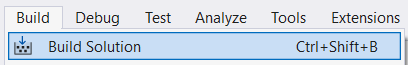 Build Debug Test Analyze Tools Extensions
Build Solution Ctrl+Shift+B